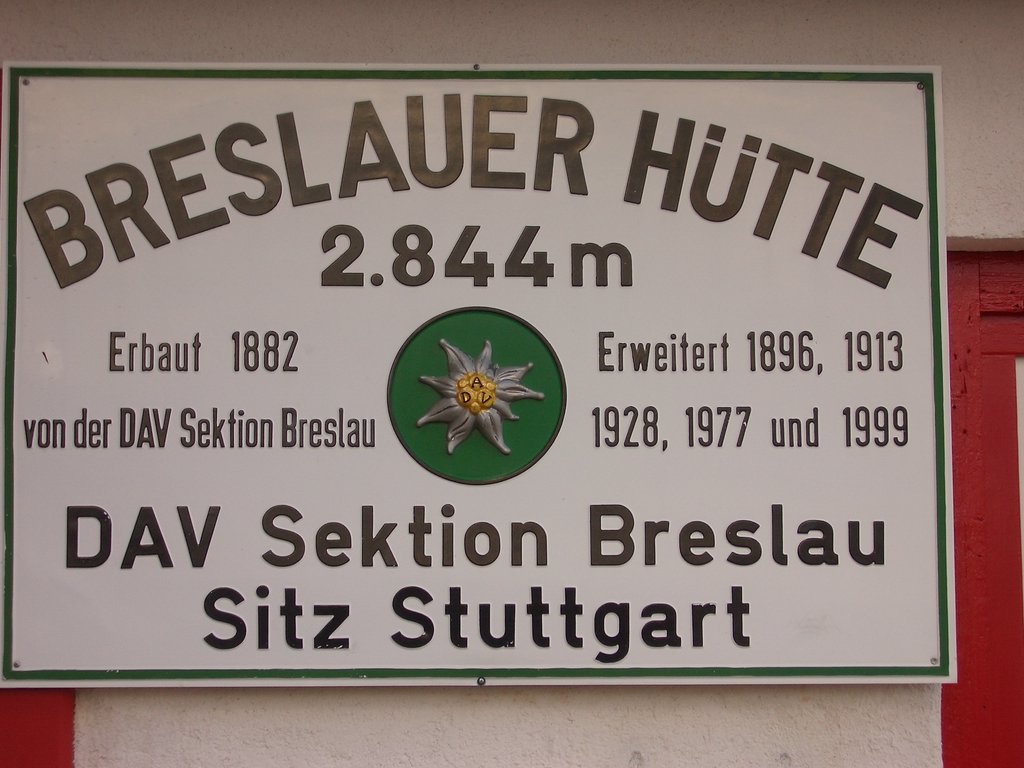 BRESLAUER HÜTTE
2.844 m
Erbaut 1882
von der DAV Sektion Breslau
A
D V
Erweitert 1896, 1913
1928, 1977 und 1999
DAV Sektion Breslau
Sitz Stuttgart